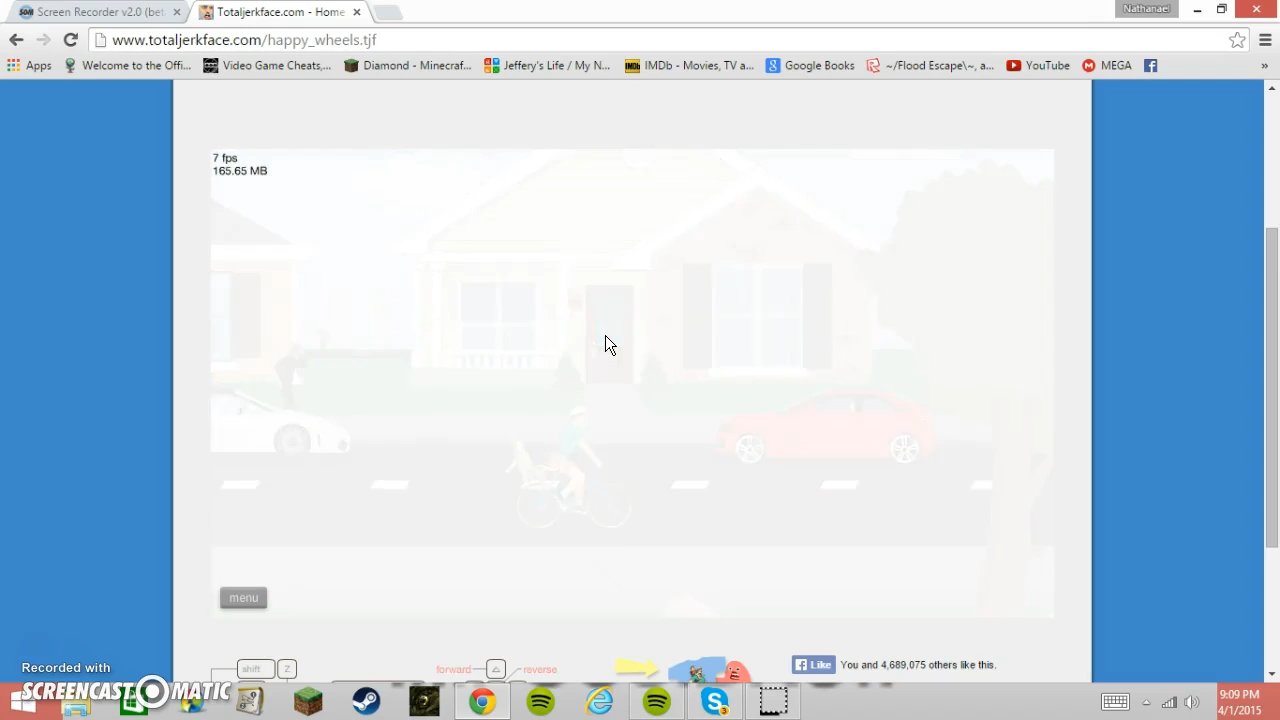 Nathanael
Screen Recorder v2.0 (bet
Totaljerkface.com - Home
www.totaljerkface.com/happy_wheels.tjf
Apps
Welcome to the Offi...
Video Game Cheats,...
Diamond - Minecraf...
Jeffery's Life / My N...
IMDb - Movies, TV a...
Google Books
~/Flood Escape\~, a...
YouTube
MEGA
»
7 fps
165.65 MB
menu
shift
Z
forward
reverse
Like
You and 4,689,075 others like this.
Recorded with
SCREENCAST-O-MATIC
3
9:09 PM
4/1/2015